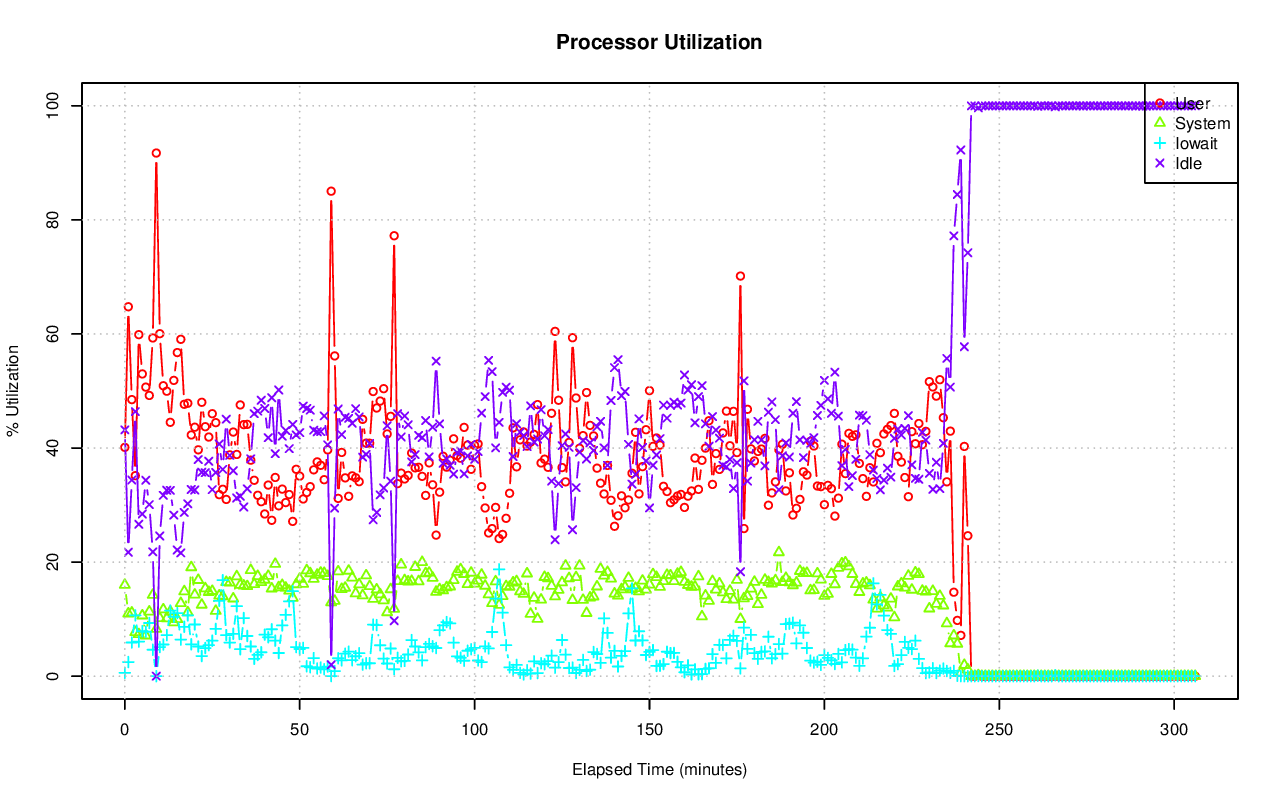 Processor Utilization
% Utilization
100
80
60
40
20
0
User
System
Iowait
Idle
0 50 100 150 200 250 300
Elapsed Time (minutes)